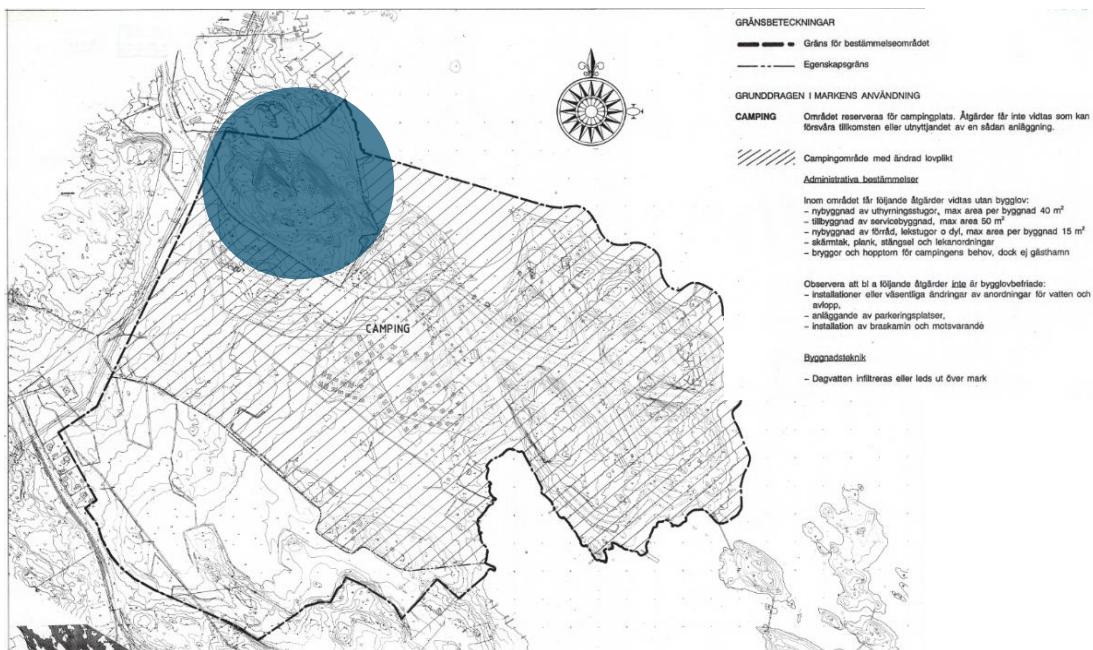 GRÄNSBETECKNINGAR
Gräns för bestämmelseområdet
Egenskapsgräns
GRUNDDRAGEN I MARKENS ANVÄNDNING
CAMPING Området reserveras för campingplats. Åtgärder får inte vidtas som kan
försvåra tillkomsten eller utnyttjandet av en sådan anläggning.
Campingområde med ändrad lovplikt
Administrativa bestämmelser
Inom området får följande åtgärder vidtas utan bygglov:
- nybyggnad av uthyrningsstugor, max area per byggnad 40 m²
- tillbyggnad av servicebyggnad, max area 50 m²
- nybyggnad av förråd, lekstugor o dyl, max area per byggnad 15 m²
- skärmtak, plank, stängsel och lekanordningar
- bryggor och hopptorn för campingens behov, dock ej gästhamn
Observera att bl a följande åtgärder inte är bygglovbefriade:
- installationer eller väsentliga ändringar av anordningar för vatten och
avlopp,
- anläggande av parkeringsplatser,
- installation av braskamin och motsvarande
Byggnadsteknik
- Dagvatten infiltreras eller leds ut över mark
CAMPING